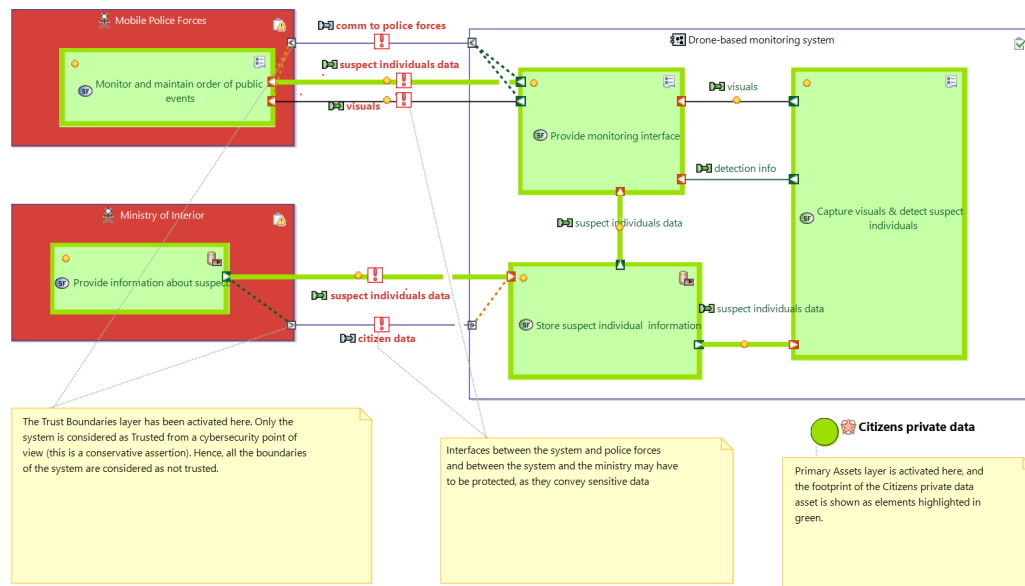 Mobile Police Forces
comm to police forces
Drone-based monitoring system
suspect individuals data
SF
Monitor and maintain order of public
events
visuals
visuals
SF
Provide monitoring interface
detection info
Ministry of Interior
suspect individuals data
SF
Capture visuals & detect suspect
individuals
SF
Provide information about suspect
suspect individuals data
suspect individuals data
SF
Store suspect individual information
citizen data
The Trust Boundaries layer has been activated here. Only the
system is considered as Trusted from a cybersecurity point of
view (this is a conservative assertion). Hence, all the boundaries
of the system are considered as not trusted.
Interfaces between the system and police forces
and between the system and the ministry may have
to be protected, as they convey sensitive data
Citizens private data
Primary Assets layer is activated here, and
the footprint of the Citizens private data
asset is shown as elements highlighted in
green.